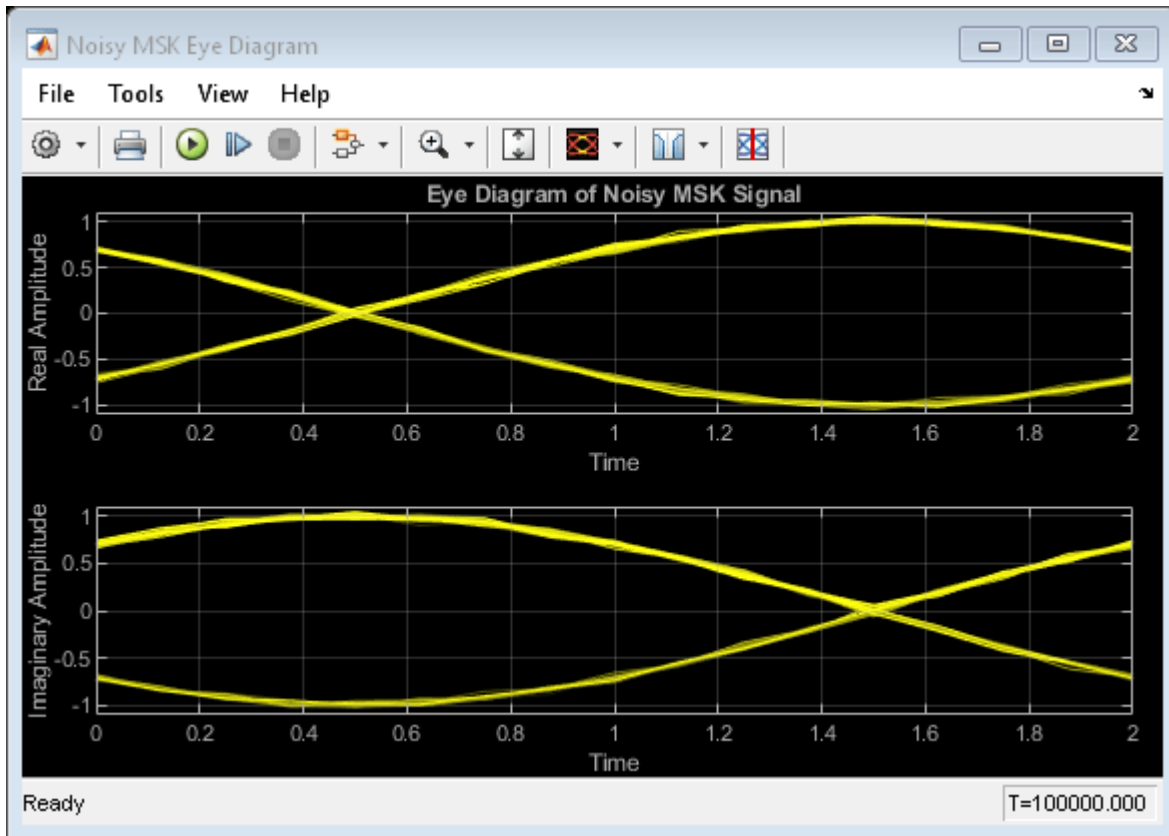 Noisy MSK Eye Diagram
File Tools View Help
Eye Diagram of Noisy MSK Signal
Real Amplitude
1
0.5
0
-0.5
-1
0 0.2 0.4 0.6 0.8 1 1.2 1.4 1.6 1.8 2
Time
Imaginary Amplitude
1
0.5
0
-0.5
-1
0 0.2 0.4 0.6 0.8 1 1.2 1.4 1.6 1.8 2
Time
Ready T=100000.000